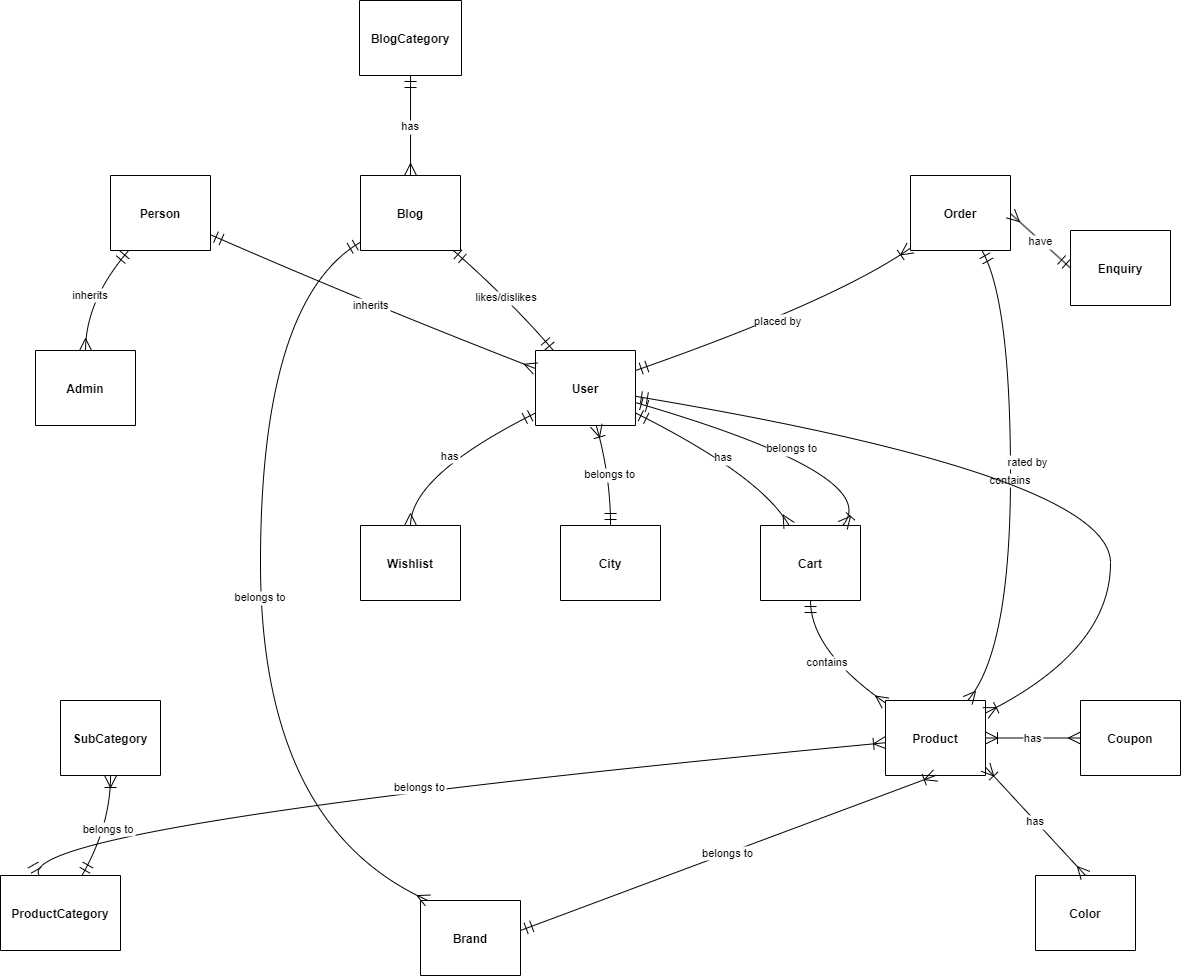 BlogCategory
has
Person
Blog
Order
have
Enquiry
inherits
likes/dislikes
inherits
placed by
Admin
User
has
belongs to
has
belongs to
rated by
contains
Wishlist
City
Cart
belongs to
contains
SubCategory
Product
has
Coupon
belongs to
belongs to
has
belongs to
ProductCategory
Brand
Color